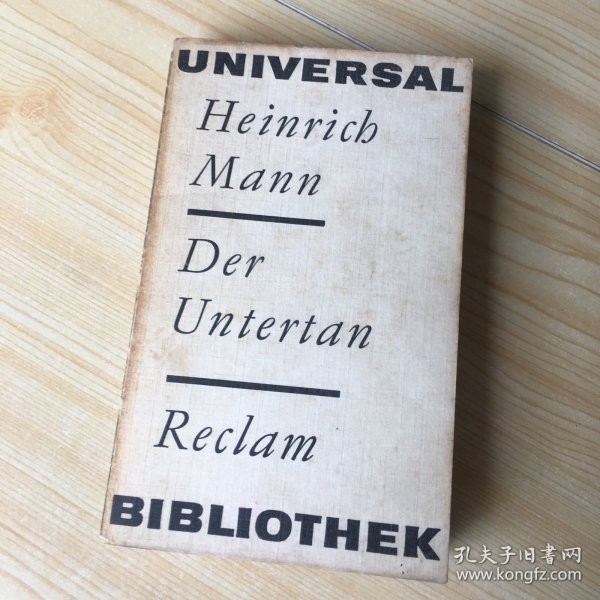 UNIVERSAL
Heinrich
Mann
Der
Untertan
Reclam
BIBLIOTHEK
孔夫子旧书网
www.kongfz.com